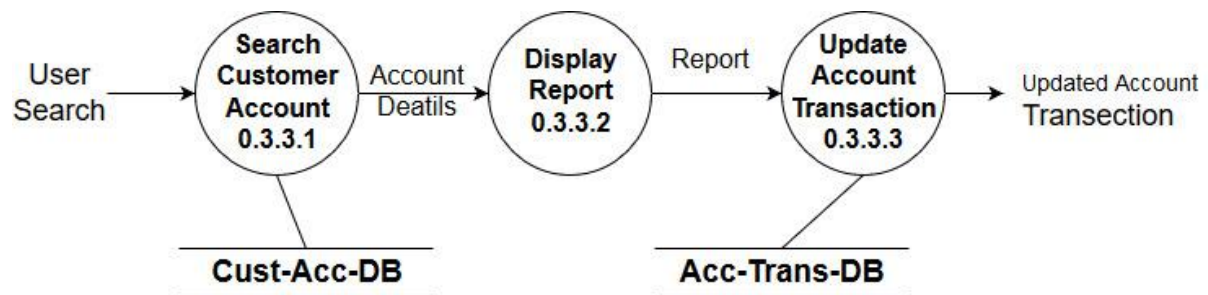 User
Search
Search
Customer
Account
0.3.3.1
Account
Deatils
Display
Report
0.3.3.2
Report
Update
Account
Transaction
0.3.3.3
Updated Account
Transection
Cust-Acc-DB
Acc-Trans-DB